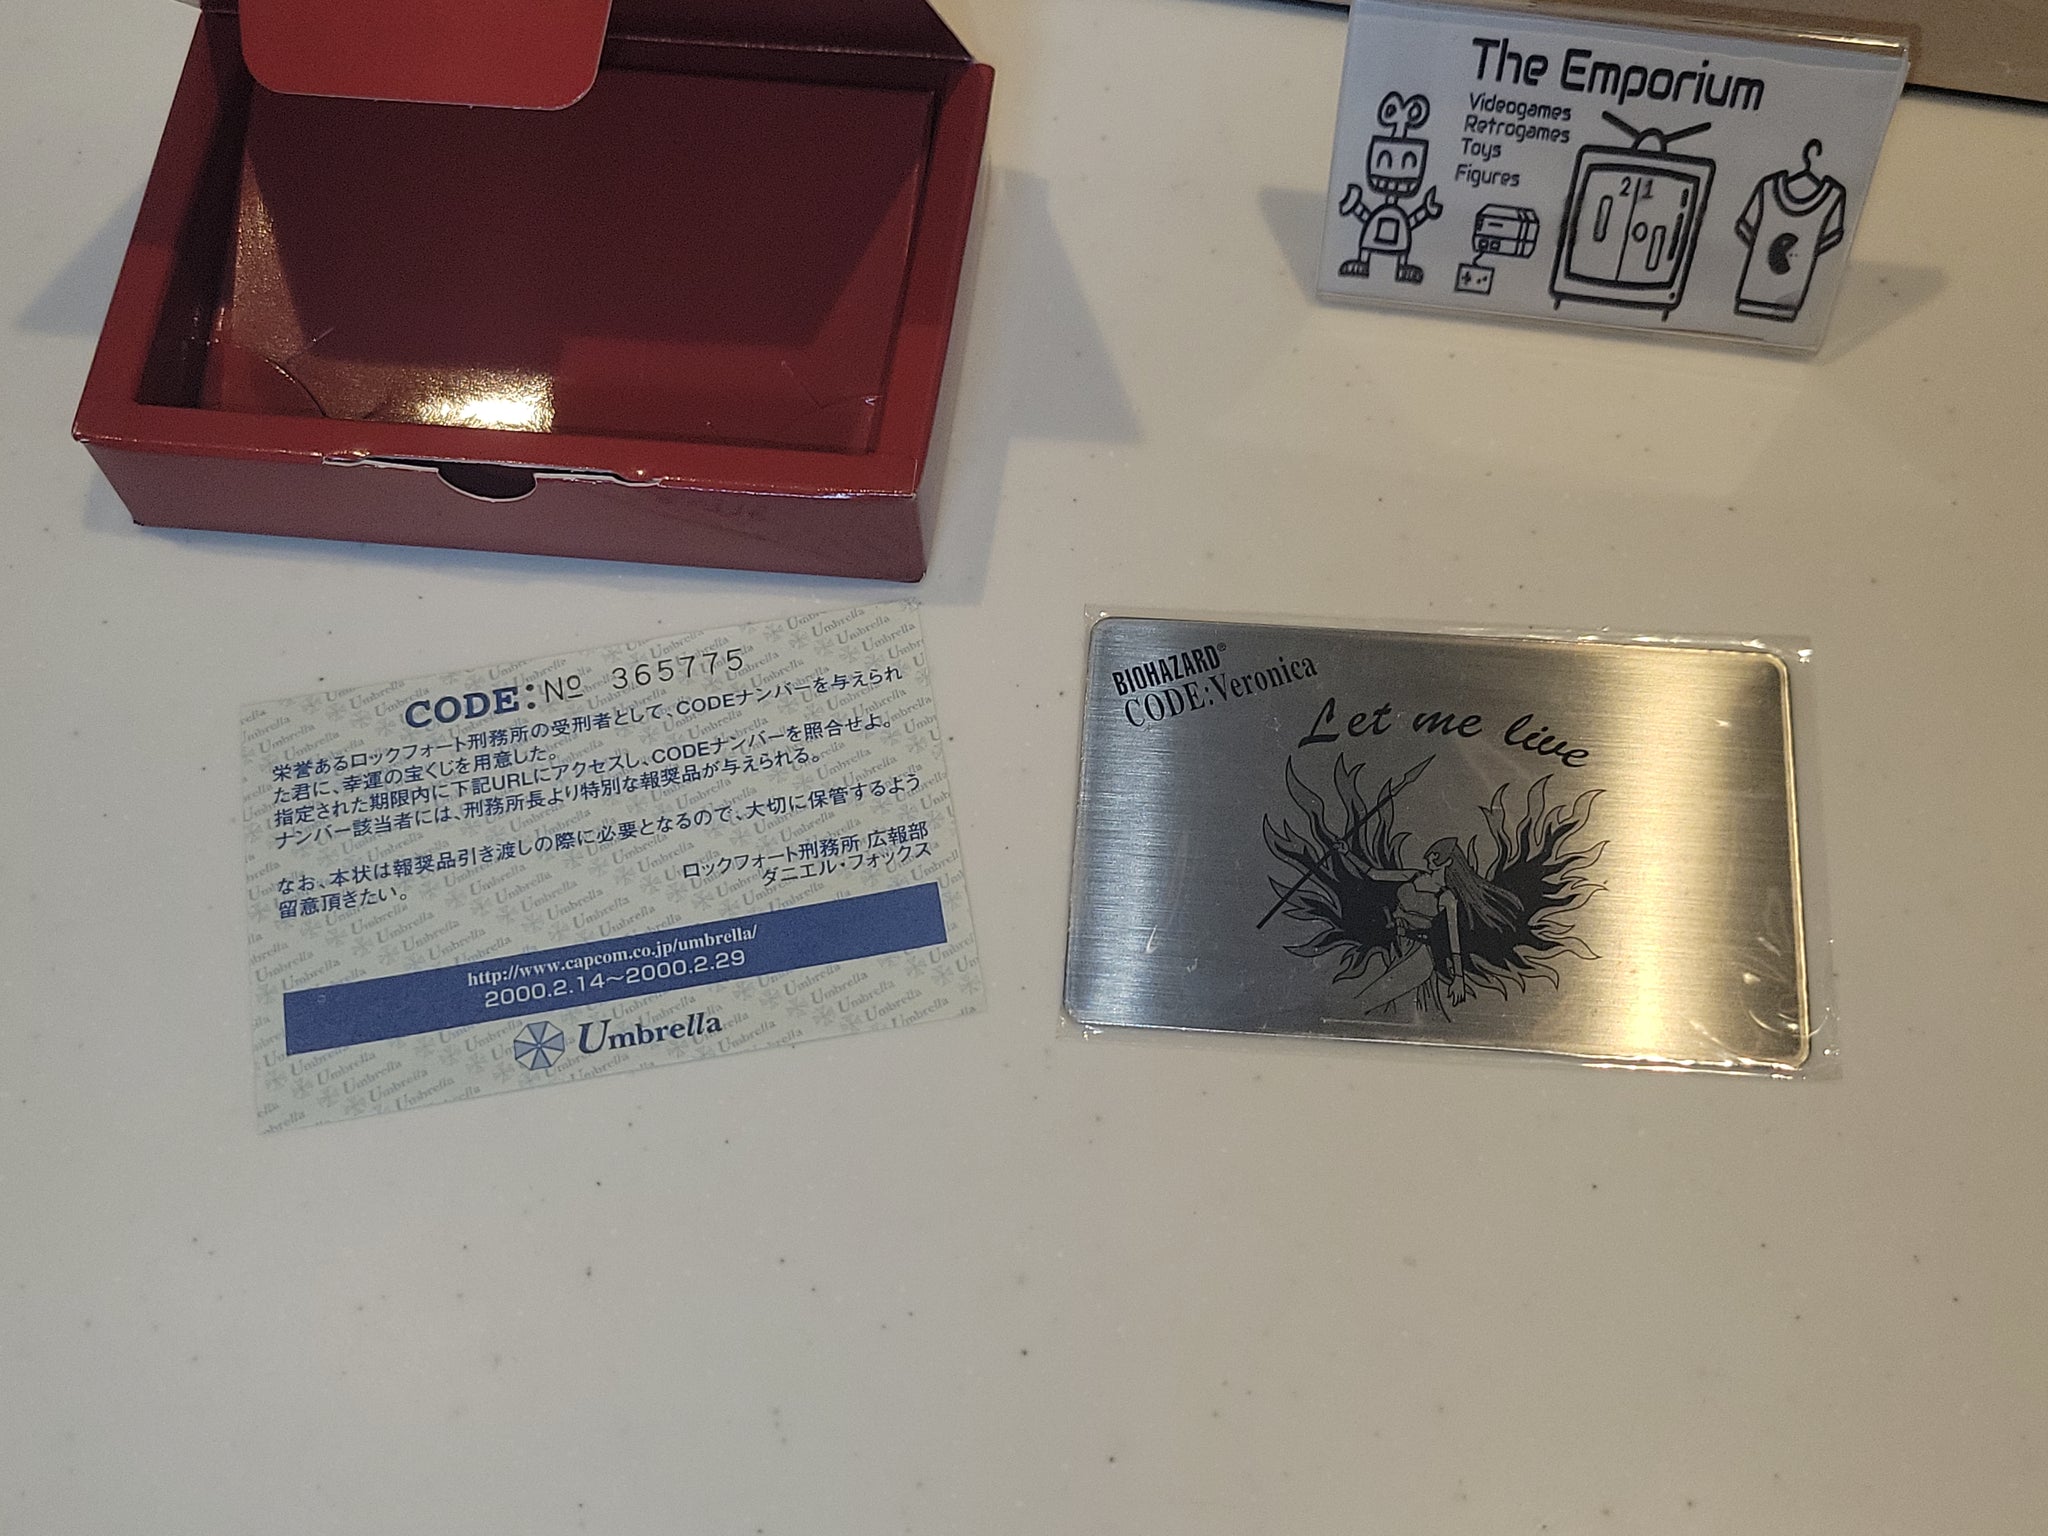 The Emporium
Videogames
Retrogames
Toys
Figures
21
CODE:No 365775
栄誉あるロックフォート刑務所の受刑者として、CODEナンバーを与えられ
た君に、幸運の宝くじを用意した。
指定された期限内に下記URLにアクセスし、CODEナンバーを照合せよ。
ナンバー該当者には、刑務所長より特別な報奨品が与えられる。
なお、本状は報奨品引き渡しの際に必要となるので、大切に保管するよう
留意頂きたい。
ロックフォート刑務所 広報部
ダニエル・フォックス
http://www.capcom.co.jp/umbrella/
2000.2.14～2000.2.29
Umbrella
BIOHAZARD®
CODE:Veronica
Let me live